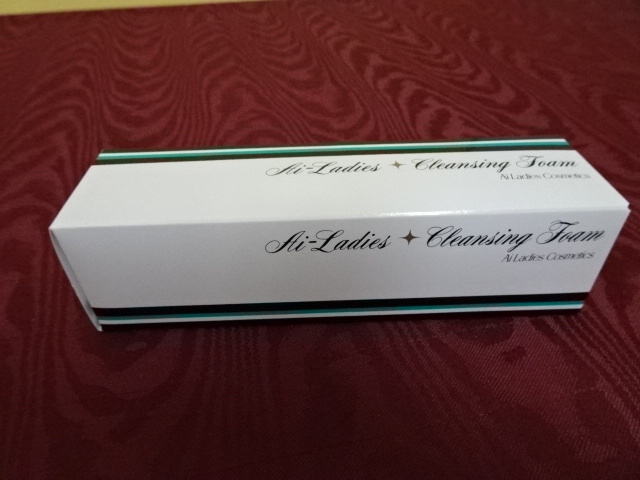 Ai-Ladies ✦ Cleansing Foam
Ai Ladies Cosmetics
Ai-Ladies ✦ Cleansing Foam
Ai Ladies Cosmetics